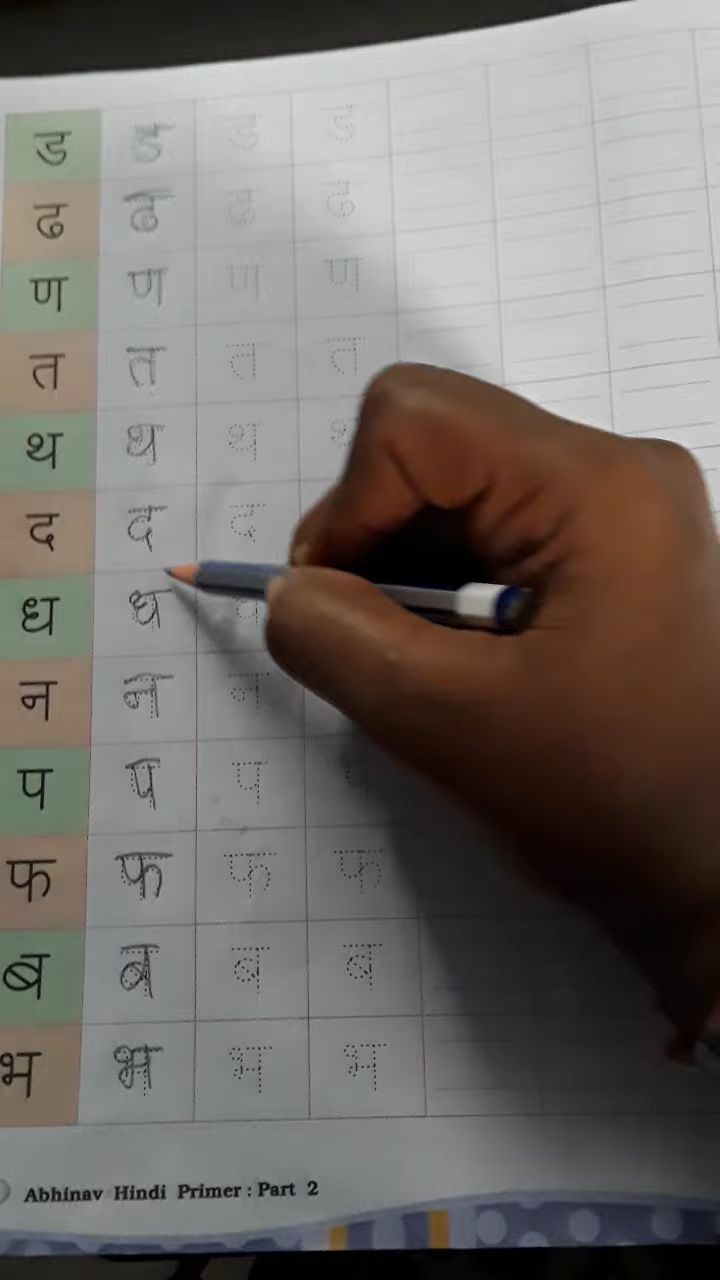 ड ड ड ड
ढ ढ ढ ढ
ण ण ण ण
त त त त
थ थ थ थ
द द द
ध ध
न न न
प प प
फ फ फ फ
ब ब ब ब
भ भ भ भ
Abhinav Hindi Primer : Part 2